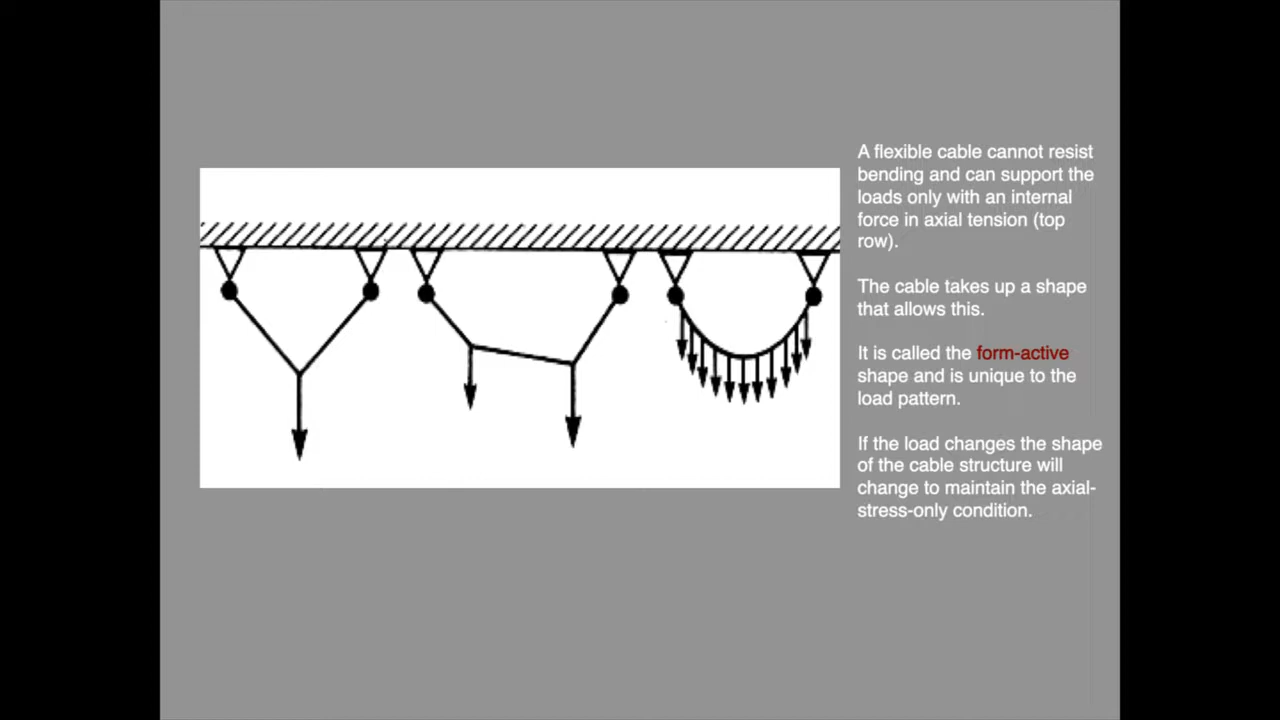 A flexible cable cannot resist
bending and can support the
loads only with an internal
force in axial tension (top
row).
The cable takes up a shape
that allows this.
It is called the form-active
shape and is unique to the
load pattern.
If the load changes the shape
of the cable structure will
change to maintain the axial-
stress-only condition.